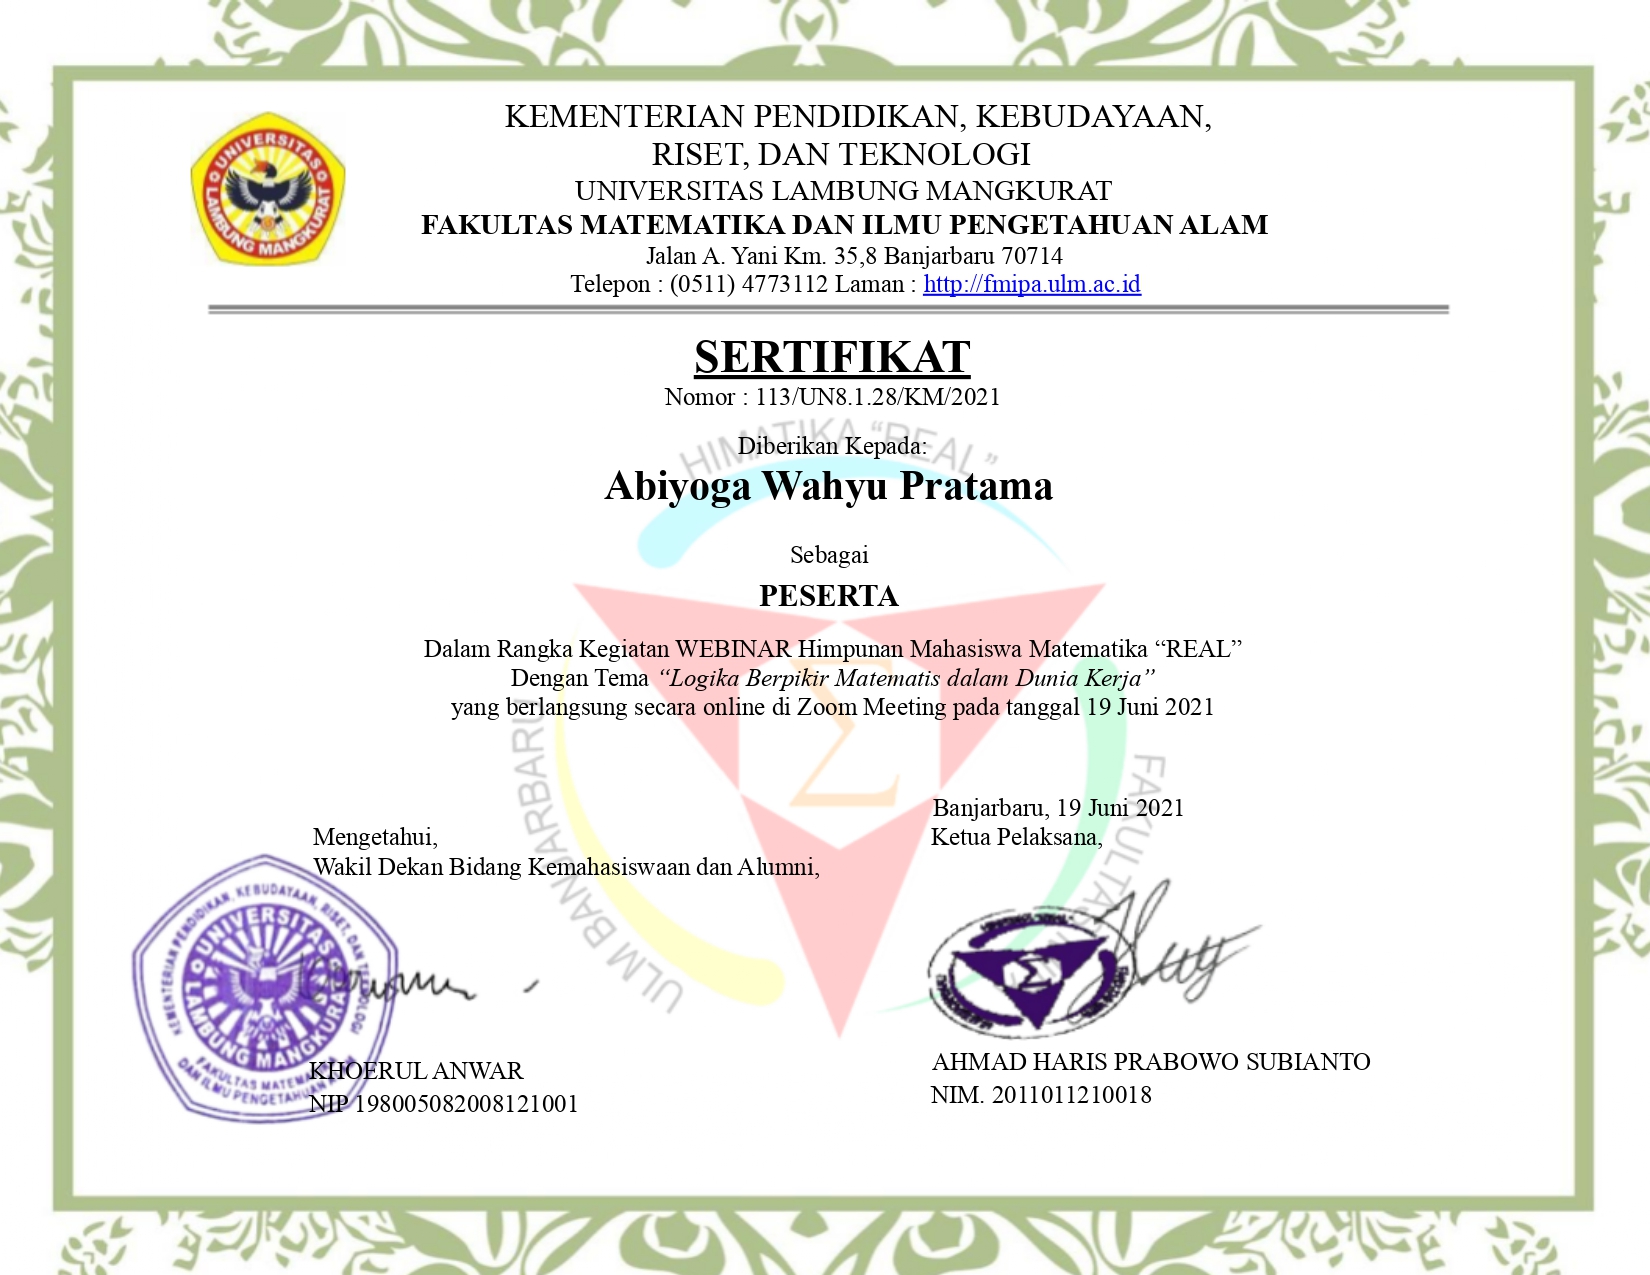 UNIVERSITAS
LAMBUNG MANGKURAT
KEMENTERIAN PENDIDIKAN, KEBUDAYAAN,
RISET, DAN TEKNOLOGI
UNIVERSITAS LAMBUNG MANGKURAT
FAKULTAS MATEMATIKA DAN ILMU PENGETAHUAN ALAM
Jalan A. Yani Km. 35,8 Banjarbaru 70714
Telepon : (0511) 4773112 Laman : http://fmipa.ulm.ac.id
SERTIFIKAT
Nomor : 113/UN8.1.28/KM/2021
HIMATIKA “REAL”
Diberikan Kepada:
Abiyoga Wahyu Pratama
Sebagai
PESERTA
Dalam Rangka Kegiatan WEBINAR Himpunan Mahasiswa Matematika “REAL”
Dengan Tema “Logika Berpikir Matematis dalam Dunia Kerja”
yang berlangsung secara online di Zoom Meeting pada tanggal 19 Juni 2021
Σ
ULM BANJARBARU
FAKULTAS
Banjarbaru, 19 Juni 2021
Mengetahui,
Ketua Pelaksana,
Wakil Dekan Bidang Kemahasiswaan dan Alumni,
KEMENTERIAN PENDIDIKAN, KEBUDAYAAN, RISET, DAN TEKNOLOGI
UNIVERSITAS
LAMBUNG MANGKURAT
FAKULTAS MATEMATIKA
DAN ILMU PENGETAHUAN ALAM
KHOERUL ANWAR
NIP 198005082008121001
AHMAD HARIS PRABOWO SUBIANTO
NIM. 2011011210018